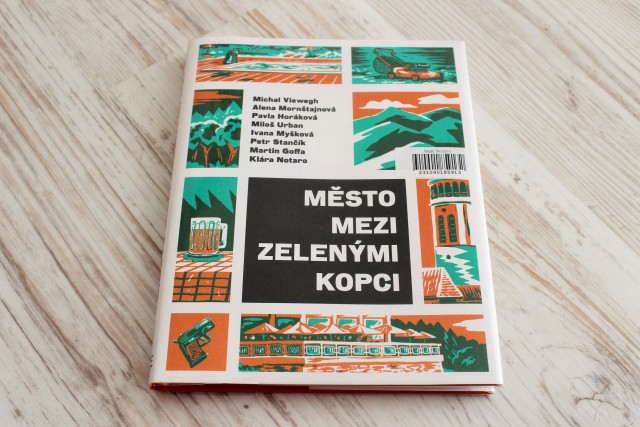 Michal Viewegh
Alena Mornštajnová
Pavla Horáková
Miloš Urban
Ivana Myšková
Petr Stančík
Martin Goffa
Klára Notaro
MĚSTO
MEZI
ZELENÝMI
KOPCI